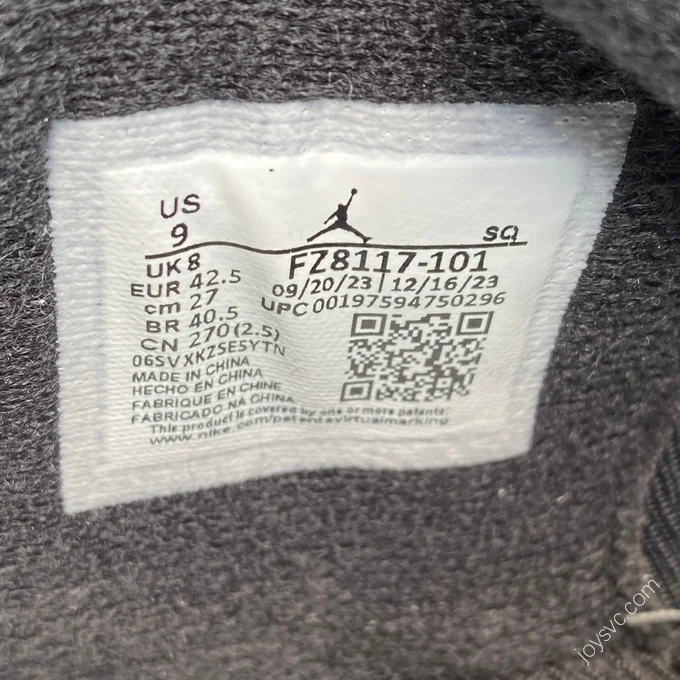 US
9
SQ
UK 8
EUR 42.5
cm 27
BR 40.5
CN 270 (2.5)
06SVXKZSE5YTN
FZ8117-101
09/20/23 | 12/16/23
UPC 00197594750296
MADE IN CHINA
HECHO EN CHINA
FABRIQUE EN CHINE
FABRICADO NA CHINA
This product is covered by one or more patents:
www.nike.com/patentsvirtualmarking
joysvc.com